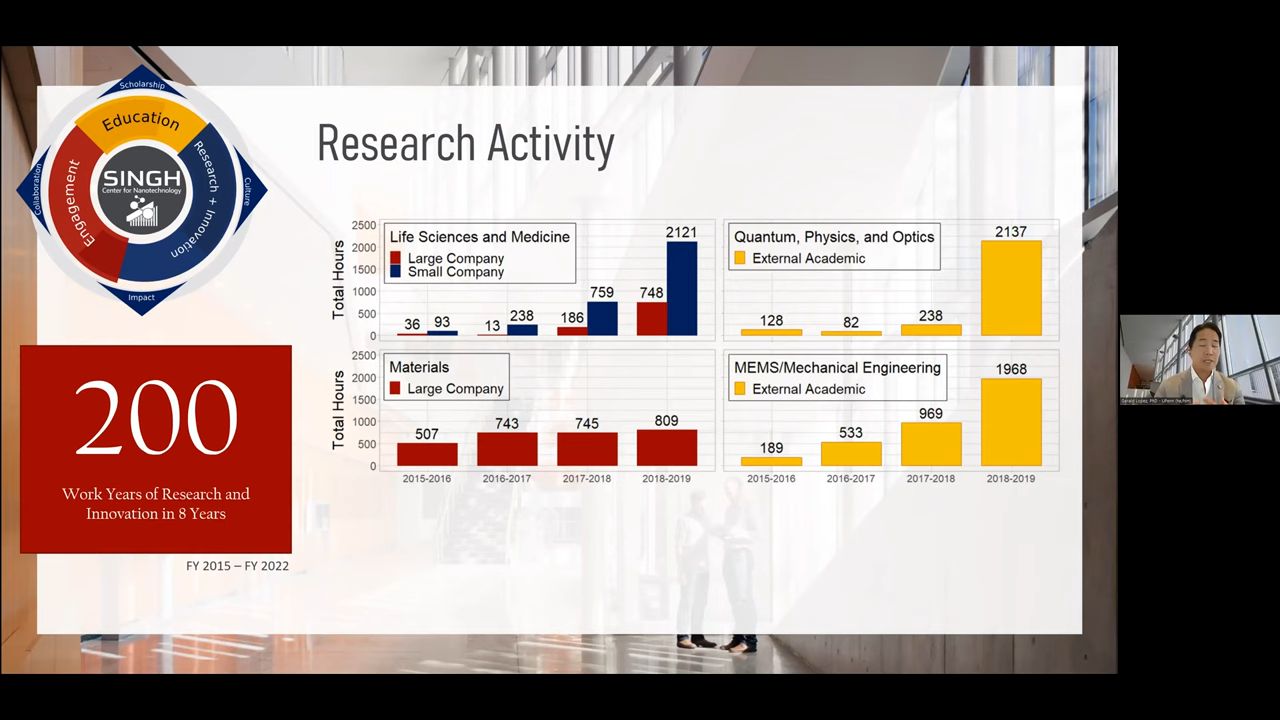 Scholarship
Education
Collaboration
Engagement
SINGH
Center for Nanotechnology
Research + Innovation
Culture
Impact
Research Activity
200
Work Years of Research and
Innovation in 8 Years
FY 2015 – FY 2022
Total Hours
2500
2000
1500
1000
500
0
Life Sciences and Medicine
Large Company
Small Company
36
93
13
238
186
759
748
2121
Quantum, Physics, and Optics
External Academic
128
82
238
2137
Total Hours
2500
2000
1500
1000
500
0
Materials
Large Company
507
743
745
809
2015-2016
2016-2017
2017-2018
2018-2019
MEMS/Mechanical Engineering
External Academic
189
533
969
1968
2015-2016
2016-2017
2017-2018
2018-2019